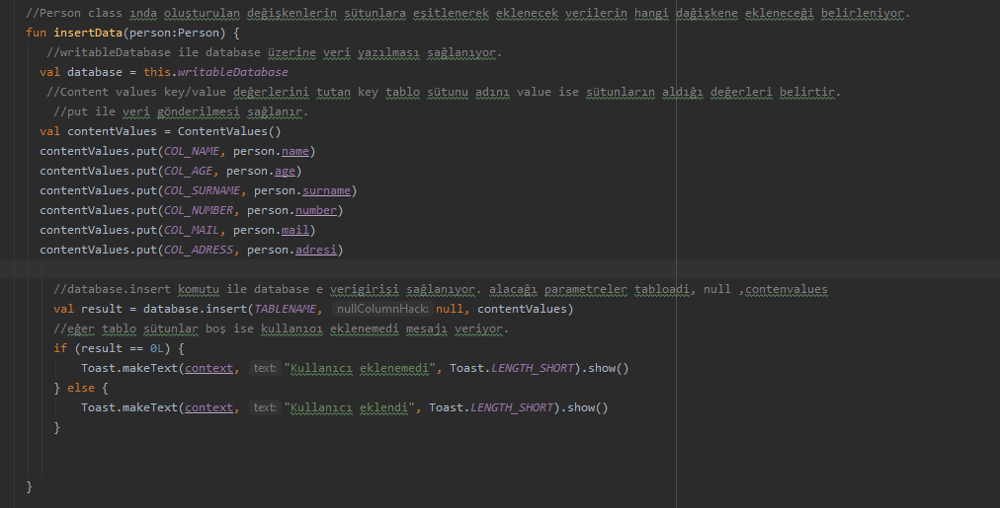 //Person class ında oluşturulan değişkenlerin sütunlara eşitlenerek eklenecek verilerin hangi dağişkene ekleneceği belirleniyor.
fun insertData(person:Person) {
//writableDatabase ile database üzerine veri yazılması sağlanıyor.
val database = this.writableDatabase
//Content values key/value değerlerini tutan key tablo sütunu adını value ise sütunların aldığı değerleri belirtir.
//put ile veri gönderilmesi sağlanır.
val contentValues = ContentValues()
contentValues.put(COL_NAME, person.name)
contentValues.put(COL_AGE, person.age)
contentValues.put(COL_SURNAME, person.surname)
contentValues.put(COL_NUMBER, person.number)
contentValues.put(COL_MAIL, person.mail)
contentValues.put(COL_ADRESS, person.adresi)
//database.insert komutu ile database e verigirişi sağlanıyor. alacağı parametreler tabloadi, null ,contenvalues
val result = database.insert(TABLENAME, nullColumnHack: null, contentValues)
//eğer tablo sütunlar boş ise kullanıcı eklenemedi mesajı veriyor.
if (result == 0L) {
Toast.makeText(context, text: "Kullanıcı eklenemedi", Toast.LENGTH_SHORT).show()
} else {
Toast.makeText(context, text: "Kullanıcı eklendi", Toast.LENGTH_SHORT).show()
}
}